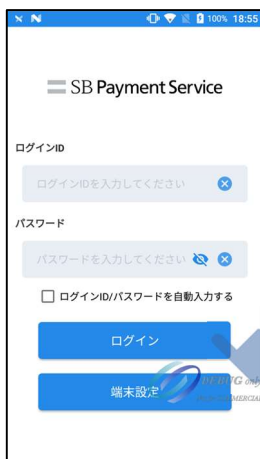 100% 18:55
SB Payment Service
ログインID
ログインIDを入力してください
パスワード
パスワードを入力してください
ログインID/パスワードを自動入力する
ログイン
端末設定
DEBUG only